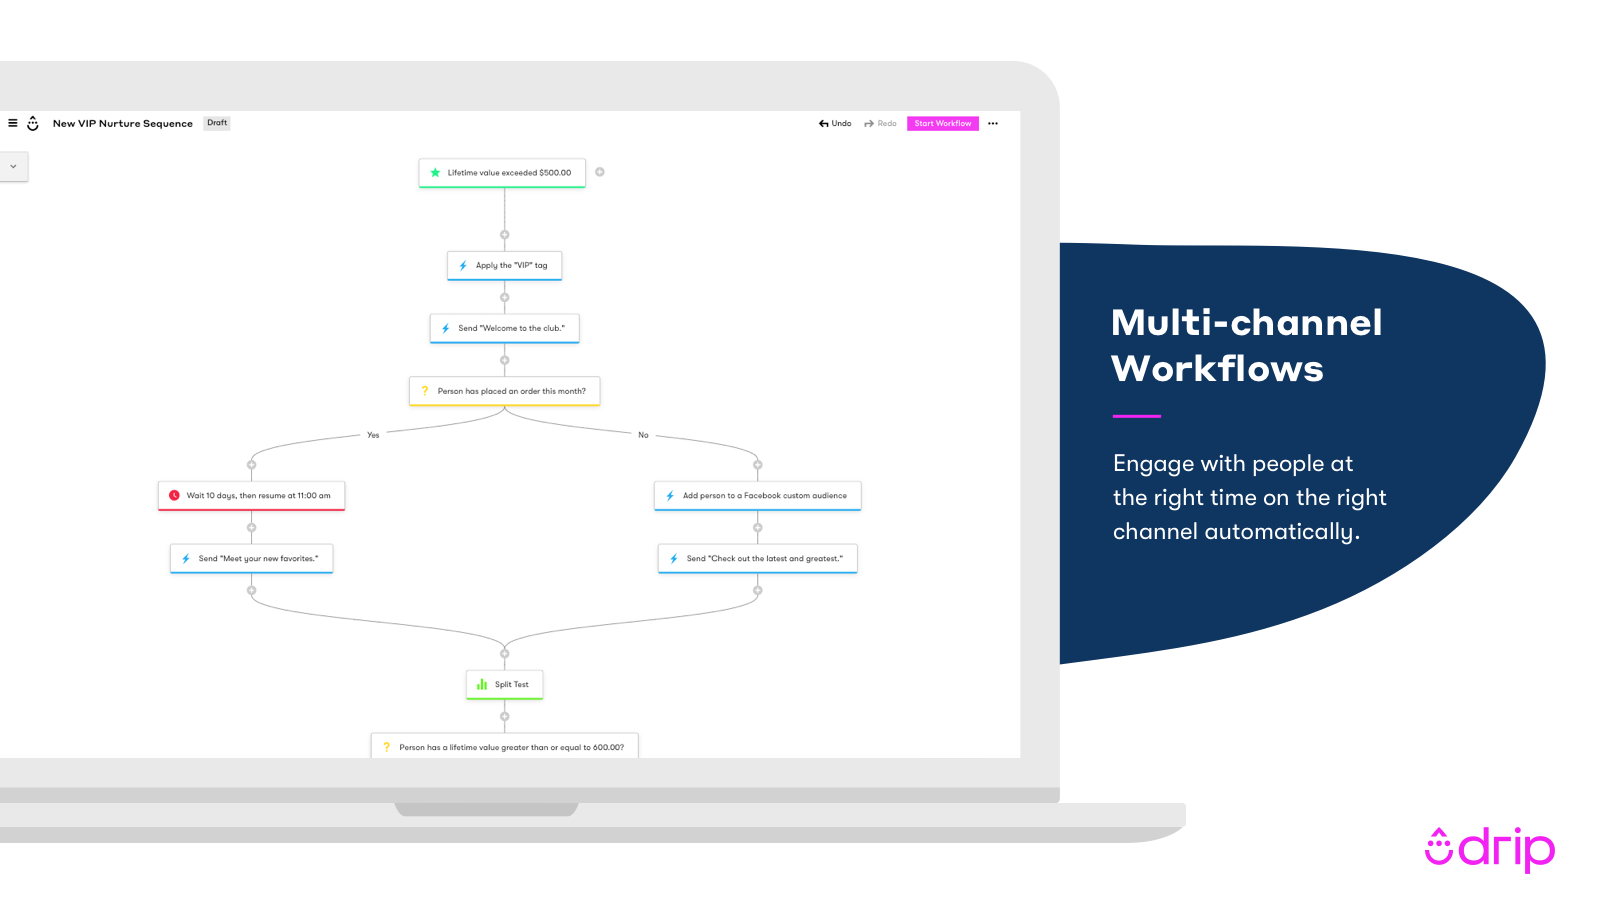 New VIP Nurture Sequence
Draft
Undo
Redo
Start Workflow
Lifetime value exceeded $500.00
Apply the "VIP" tag
Send "Welcome to the club."
Person has placed an order this month?
Yes
No
Wait 10 days, then resume at 11:00 am
Add person to a Facebook custom audience
Send "Meet your new favorites."
Send "Check out the latest and greatest."
Split Test
Person has a lifetime value greater than or equal to 600.00?
Multi-channel
Workflows
Engage with people at
the right time on the right
channel automatically.
drip